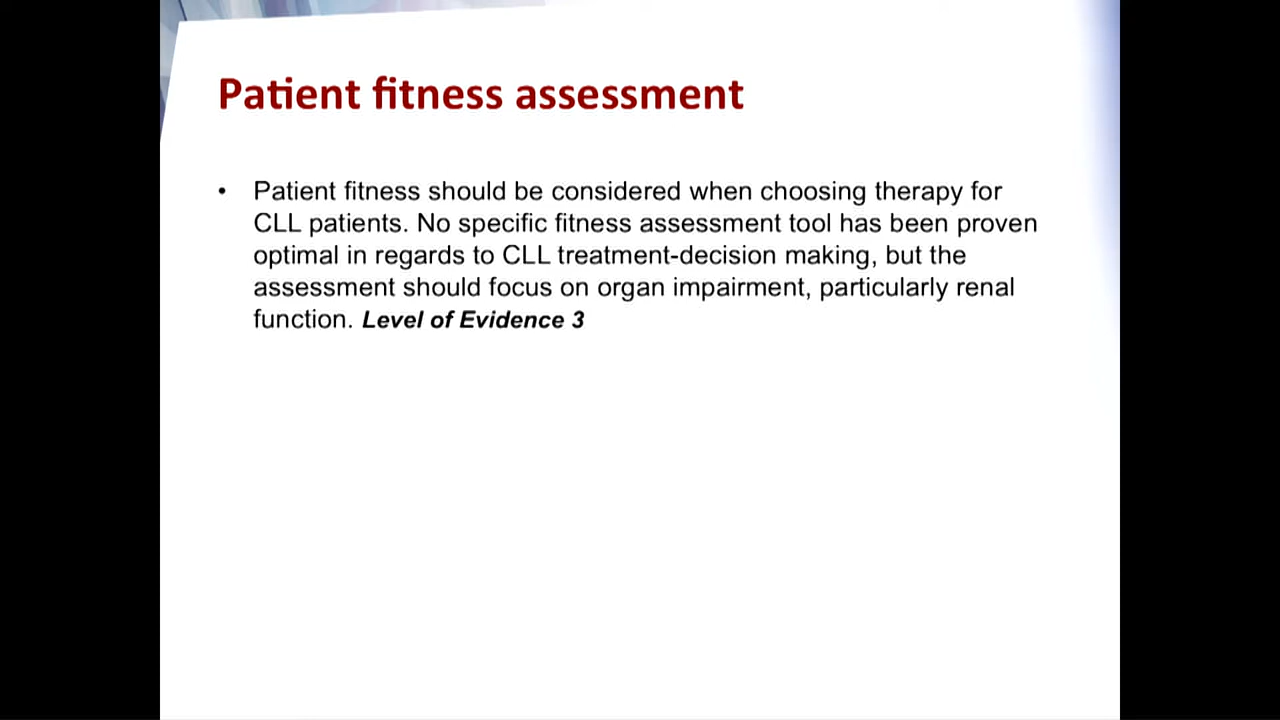 Patient fitness assessment
• Patient fitness should be considered when choosing therapy for
CLL patients. No specific fitness assessment tool has been proven
optimal in regards to CLL treatment-decision making, but the
assessment should focus on organ impairment, particularly renal
function. Level of Evidence 3